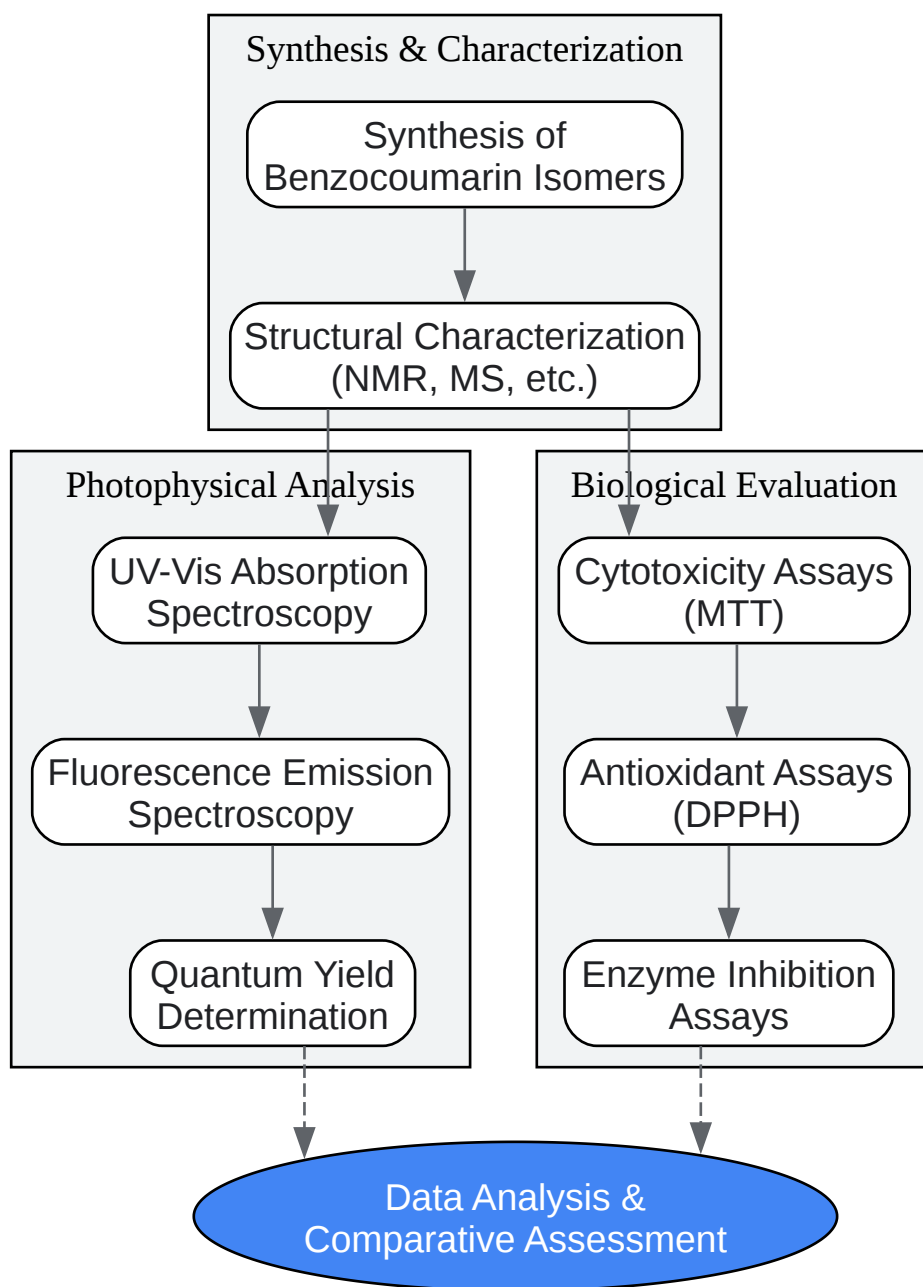 Synthesis & Characterization
Synthesis of
Benzocoumarin Isomers
Structural Characterization
(NMR, MS, etc.)
Photophysical Analysis
UV-Vis Absorption
Spectroscopy
Fluorescence Emission
Spectroscopy
Quantum Yield
Determination
Biological Evaluation
Cytotoxicity Assays
(MTT)
Antioxidant Assays
(DPPH)
Enzyme Inhibition
Assays
Data Analysis &
Comparative Assessment